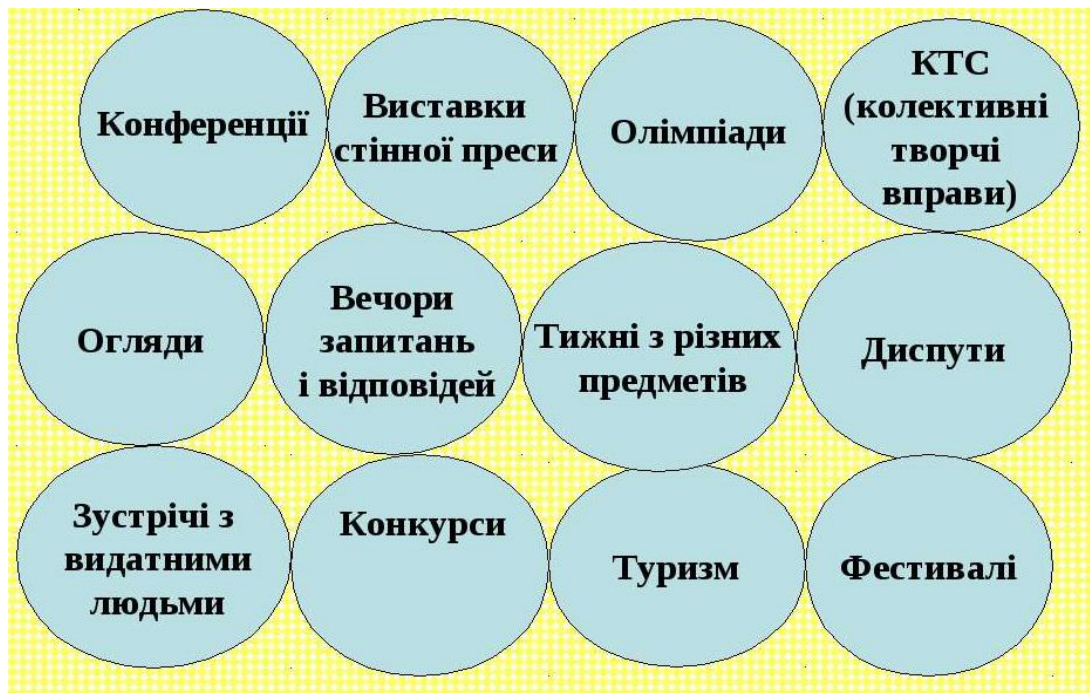 Конференції
Виставки
стінної преси
Олімпіади
КТС
(колективні
творчі
вправи)
Огляди
Вечори
запитань
і відповідей
Тижні з різних
предметів
Диспути
Зустрічі з
видатними
людьми
Конкурси
Туризм
Фестивалі